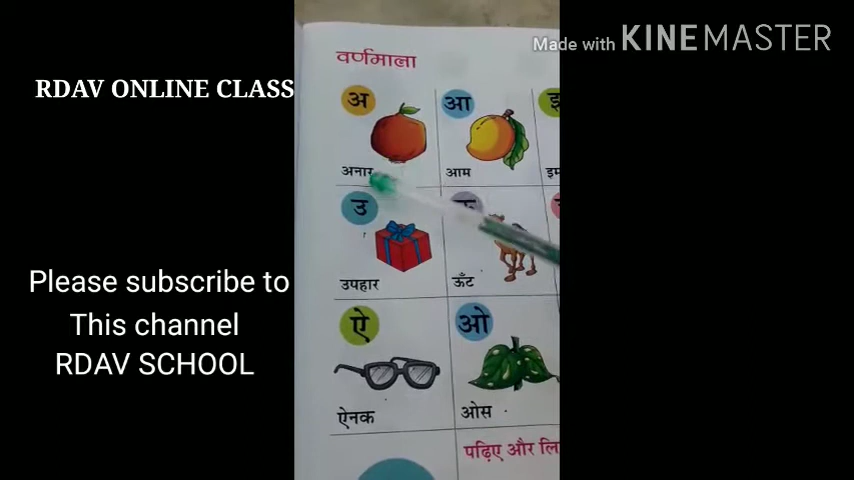 Made with KINEMASTER
RDAV ONLINE CLASS
Please subscribe to
This channel
RDAV SCHOOL
वर्णमाला
अ
आ
अनार
आम
उ
उपहार
ऊँट
ऐ
ओ
ऐनक
ओस
पढ़िए और